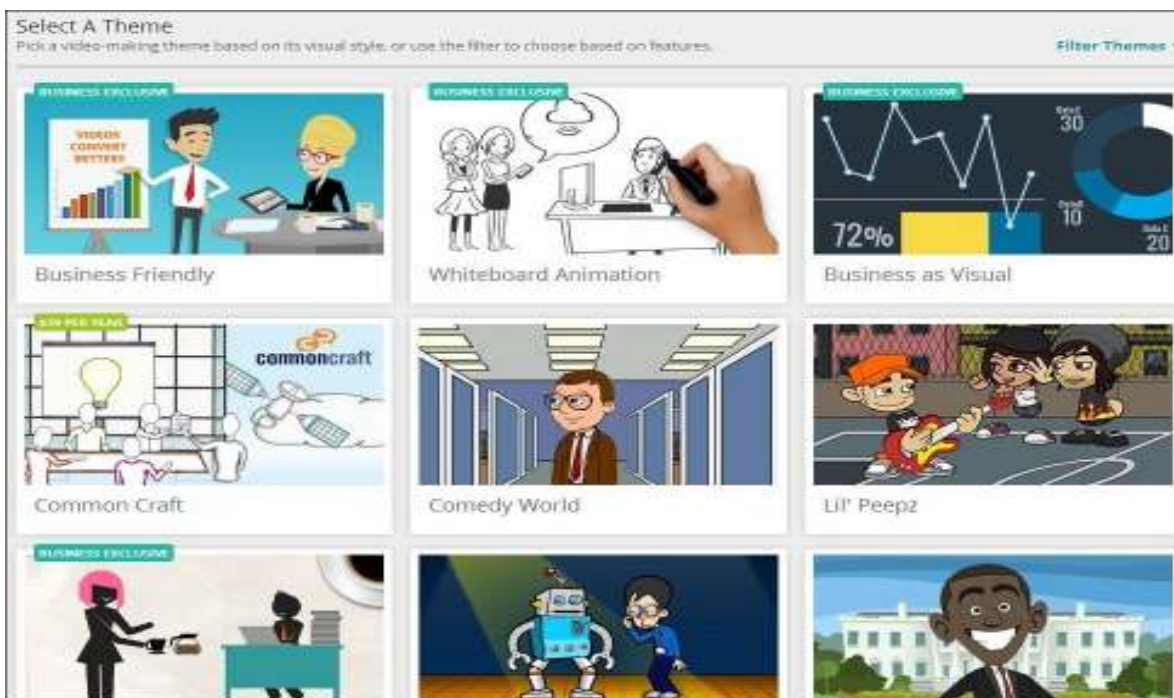 Select A Theme
Pick a video-making theme based on its visual style, or use the filter to choose based on features.
Filter Themes
BUSINESS EXCLUSIVE
BUSINESS EXCLUSIVE
BUSINESS EXCLUSIVE
VIDEOS
CONVERT
BETTER!
30
10
20
72%
Business Friendly
Whiteboard Animation
Business as Visual
PER YEAR
commoncraft
Common Craft
Comedy World
Lil' Peepz
BUSINESS EXCLUSIVE